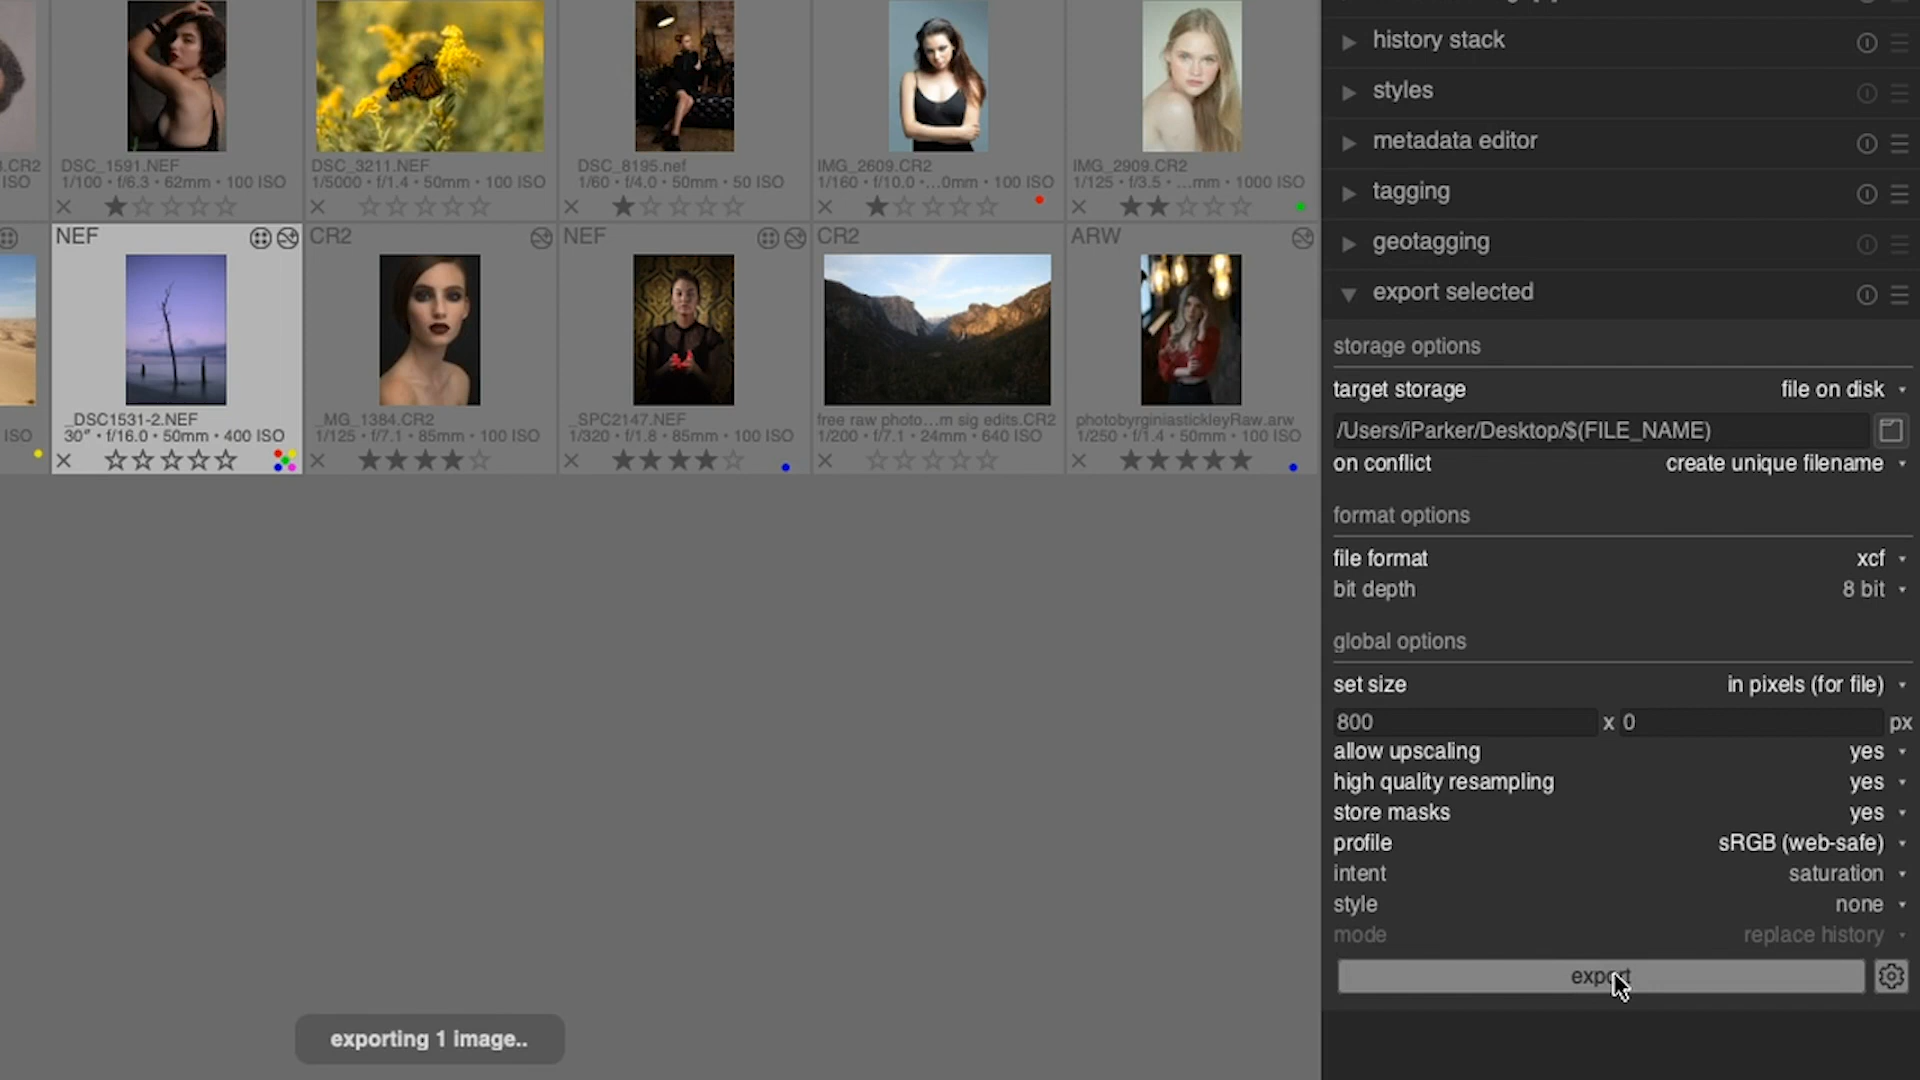 .CR2
ISO
DSC_1591.NEF
1/100 • f/6.3 • 62mm • 100 ISO
DSC_3211.NEF
1/5000 • f/1.4 • 50mm • 100 ISO
DSC_8195.nef
1/60 • f/4.0 • 50mm • 50 ISO
IMG_2609.CR2
1/160 • f/10.0 •...0mm • 100 ISO
IMG_2909.CR2
1/125 • f/3.5 •...mm • 1000 ISO
ISO
NEF
_DSC1531-2.NEF
30″ • f/16.0 • 50mm • 400 ISO
CR2
_MG_1384.CR2
1/125 • f/7.1 • 85mm • 100 ISO
NEF
_SPC2147.NEF
1/320 • f/1.8 • 85mm • 100 ISO
CR2
free raw photo...m sig edits.CR2
1/200 • f/7.1 • 24mm • 640 ISO
ARW
photobyrginiastickleyRaw.arw
1/250 • f/1.4 • 50mm • 100 ISO
exporting 1 image..
history stack
styles
metadata editor
tagging
geotagging
export selected
storage options
target storage file on disk
/Users/iParker/Desktop/$(FILE_NAME)
on conflict create unique filename
format options
file format xcf
bit depth 8 bit
global options
set size in pixels (for file)
800 x 0 px
allow upscaling yes
high quality resampling yes
store masks yes
profile sRGB (web-safe)
intent saturation
style none
mode replace history
export